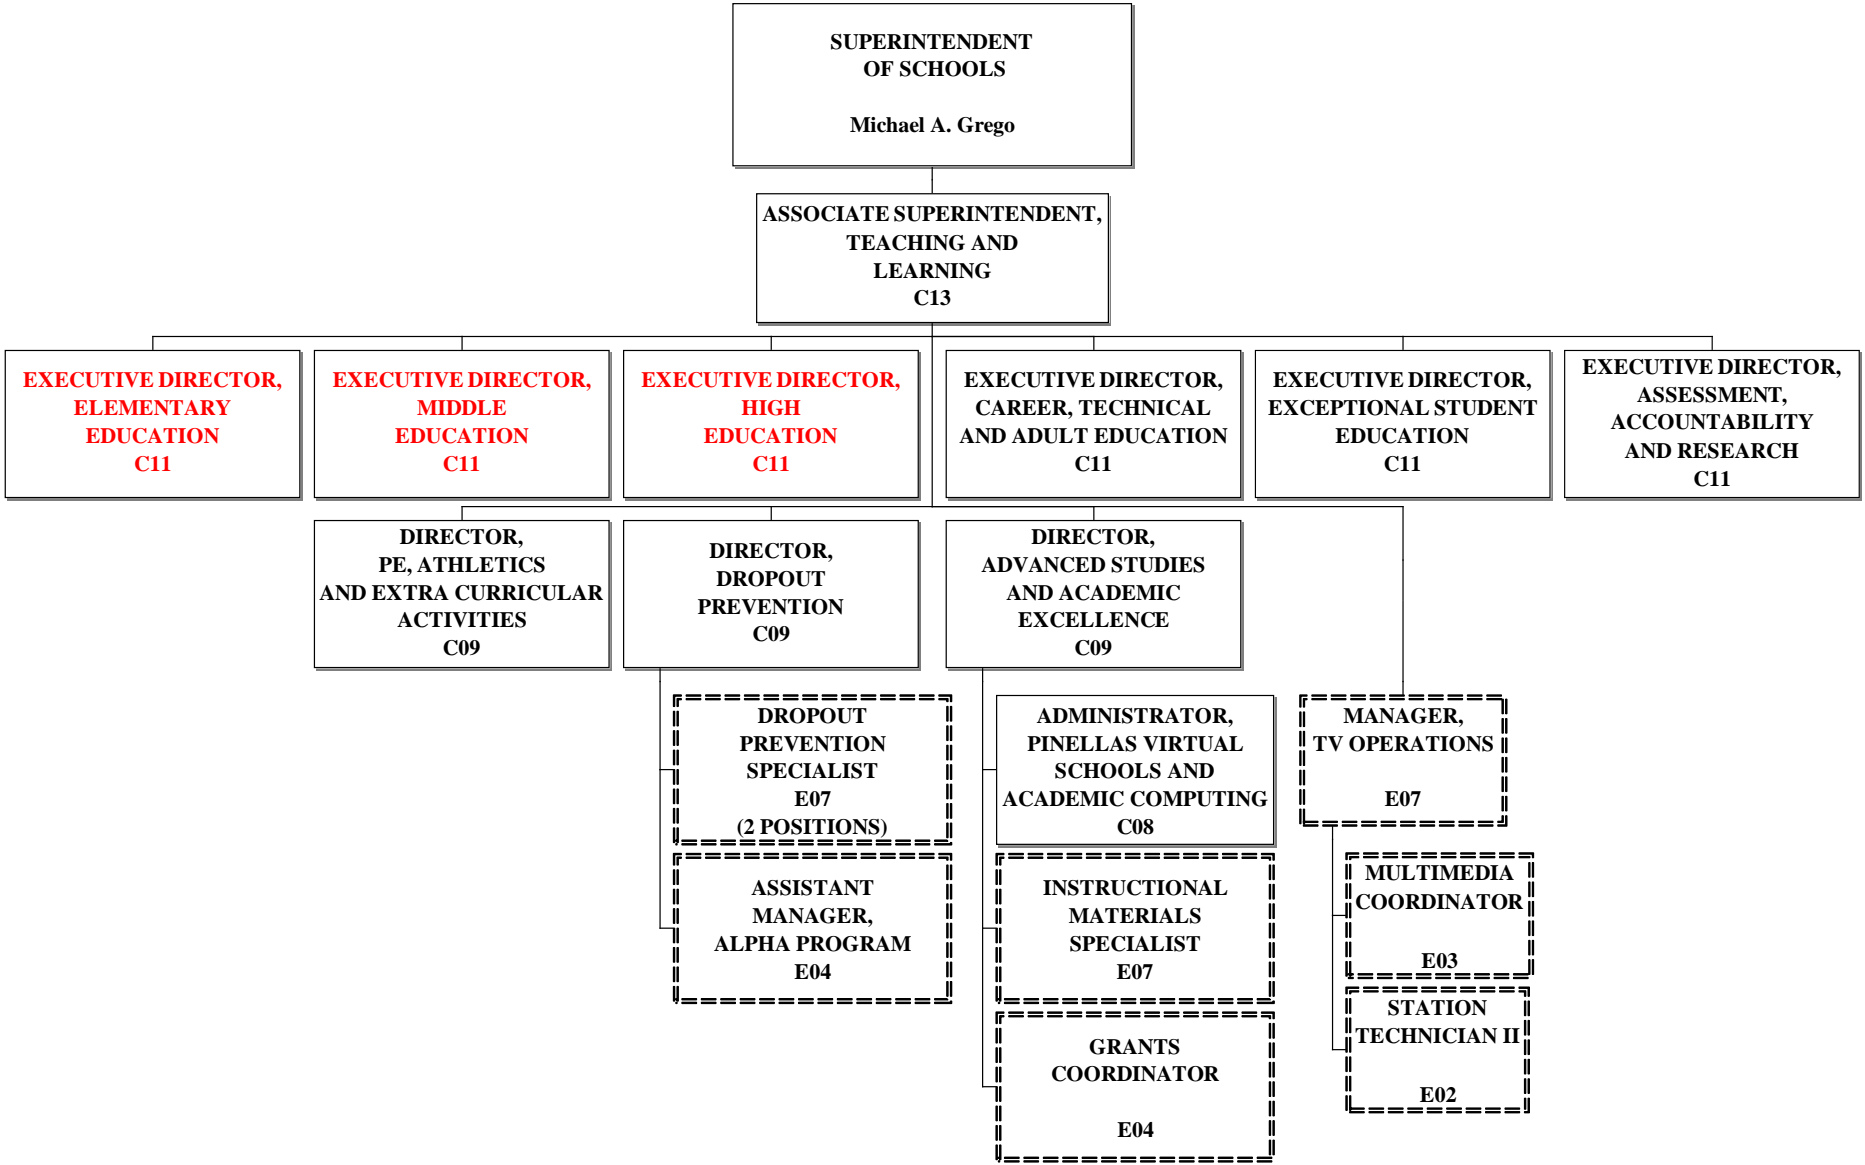 SUPERINTENDENT
OF SCHOOLS
Michael A. Grego
ASSOCIATE SUPERINTENDENT,
TEACHING AND
LEARNING
C13
EXECUTIVE DIRECTOR,
ELEMENTARY
EDUCATION
C11
EXECUTIVE DIRECTOR,
MIDDLE
EDUCATION
C11
EXECUTIVE DIRECTOR,
HIGH
EDUCATION
C11
EXECUTIVE DIRECTOR,
CAREER, TECHNICAL
AND ADULT EDUCATION
C11
EXECUTIVE DIRECTOR,
EXCEPTIONAL STUDENT
EDUCATION
C11
EXECUTIVE DIRECTOR,
ASSESSMENT,
ACCOUNTABILITY
AND RESEARCH
C11
DIRECTOR,
PE, ATHLETICS
AND EXTRA CURRICULAR
ACTIVITIES
C09
DIRECTOR,
DROPOUT
PREVENTION
C09
DIRECTOR,
ADVANCED STUDIES
AND ACADEMIC
EXCELLENCE
C09
DROPOUT
PREVENTION
SPECIALIST
E07
(2 POSITIONS)
ASSISTANT
MANAGER,
ALPHA PROGRAM
E04
ADMINISTRATOR,
PINELLAS VIRTUAL
SCHOOLS AND
ACADEMIC COMPUTING
C08
INSTRUCTIONAL
MATERIALS
SPECIALIST
E07
GRANTS
COORDINATOR
E04
MANAGER,
TV OPERATIONS
E07
MULTIMEDIA
COORDINATOR
E03
STATION
TECHNICIAN II
E02